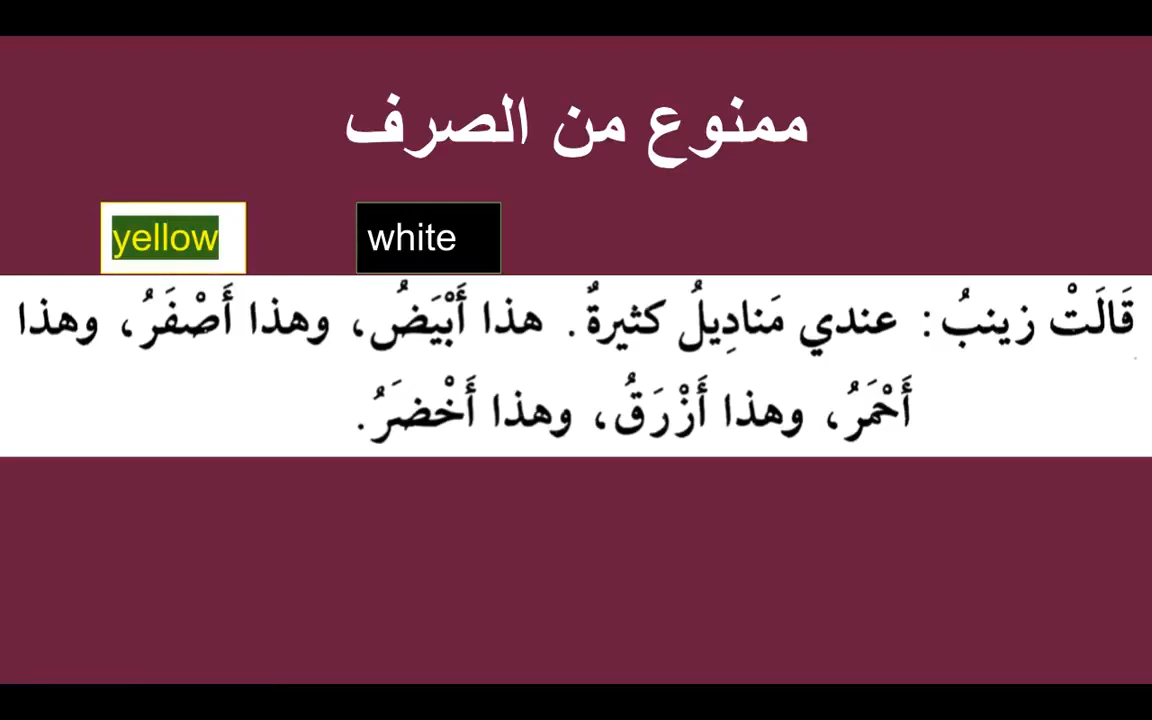 ممنوع من الصرف
yellow
white
قَالَتْ زينبُ : عندي مَنادِيلُ كثيرةٌ . هذا أَبْيَضُ، وهذا أَصْفَرُ، وهذا
أَحْمَرُ، وهذا أَزْرَقُ، وهذا أَخْضَرُ.